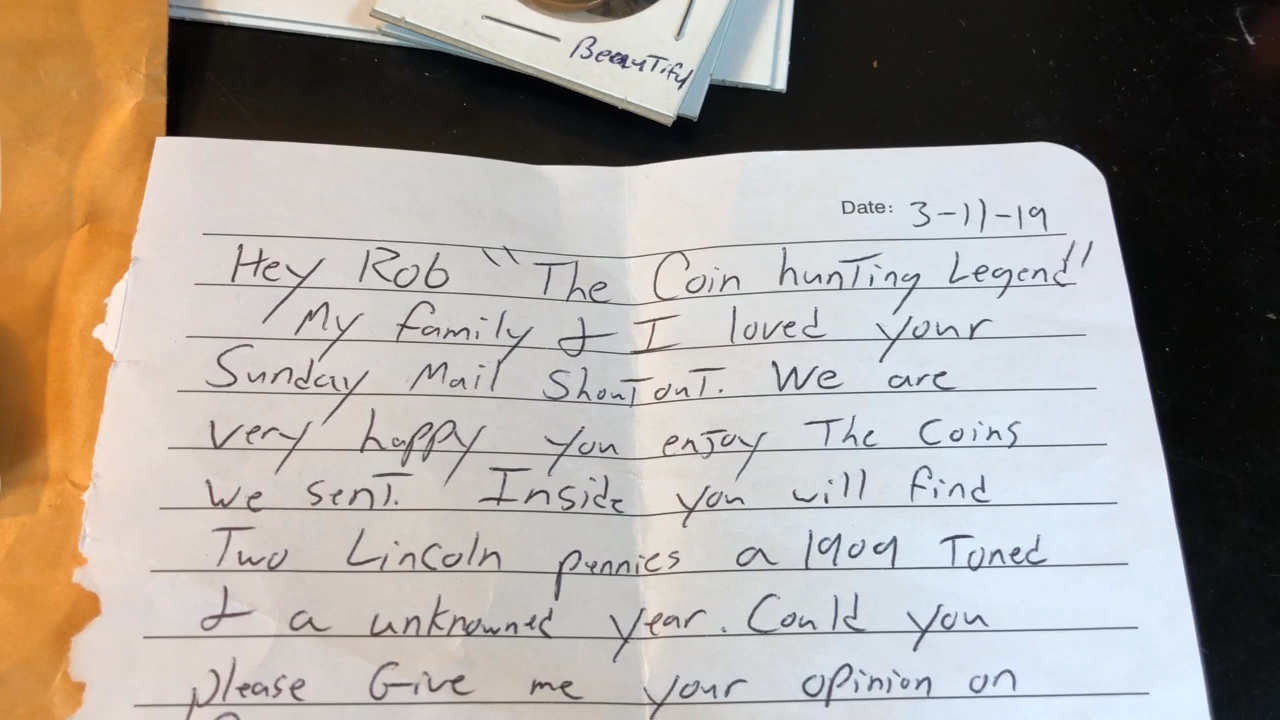 BeauTiful
Date: 3-11-19
Hey Rob "The Coin hunTing Legend"
My family & I loved your
Sunday Mail ShouTouT. We are
very happy you enjoy The Coins
we senT. Inside you will find
Two Lincoln pennies a 1909 Toned
& a unknowned year. Could you
please Give me your opinion on